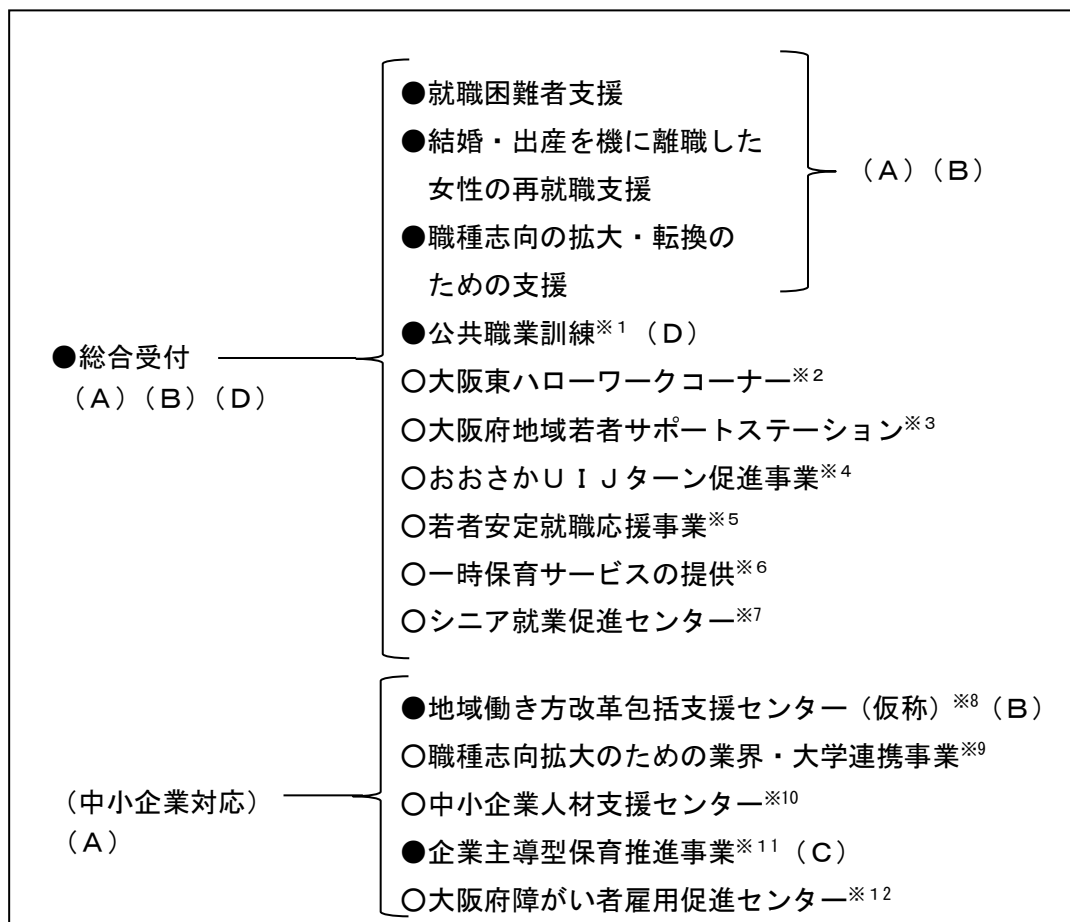 ●就職困難者支援
●結婚・出産を機に離職した
女性の再就職支援
●職種志向の拡大・転換の
ための支援
（A）（B）
●総合受付
（A）（B）（D）
●公共職業訓練※1（D）
○大阪東ハローワークコーナー※2
○大阪府地域若者サポートステーション※3
○おおさかUIJターン促進事業※4
○若者安定就職応援事業※5
○一時保育サービスの提供※6
○シニア就業促進センター※7
（中小企業対応）
（A）
●地域働き方改革包括支援センター（仮称）※8（B）
○職種志向拡大のための業界・大学連携事業※9
○中小企業人材支援センター※10
●企業主導型保育推進事業※11（C）
○大阪府障がい者雇用促進センター※12